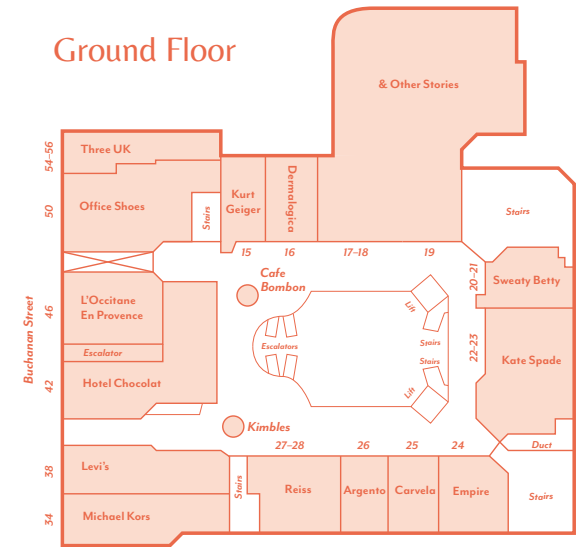 Ground Floor
& Other Stories
54–56
Three UK
50
Office Shoes
Stairs
Kurt
Geiger
Dermalogica
Stairs
15
16
17–18
19
20–21
Sweaty Betty
Cafe
Bombon
Buchanan Street
46
L'Occitane
En Provence
Lift
Escalator
Escalators
Stairs
Stairs
22–23
Kate Spade
42
Hotel Chocolat
Lift
Kimbles
27–28
26
25
24
Duct
38
Levi's
Stairs
Reiss
Argento
Carvela
Empire
Stairs
34
Michael Kors